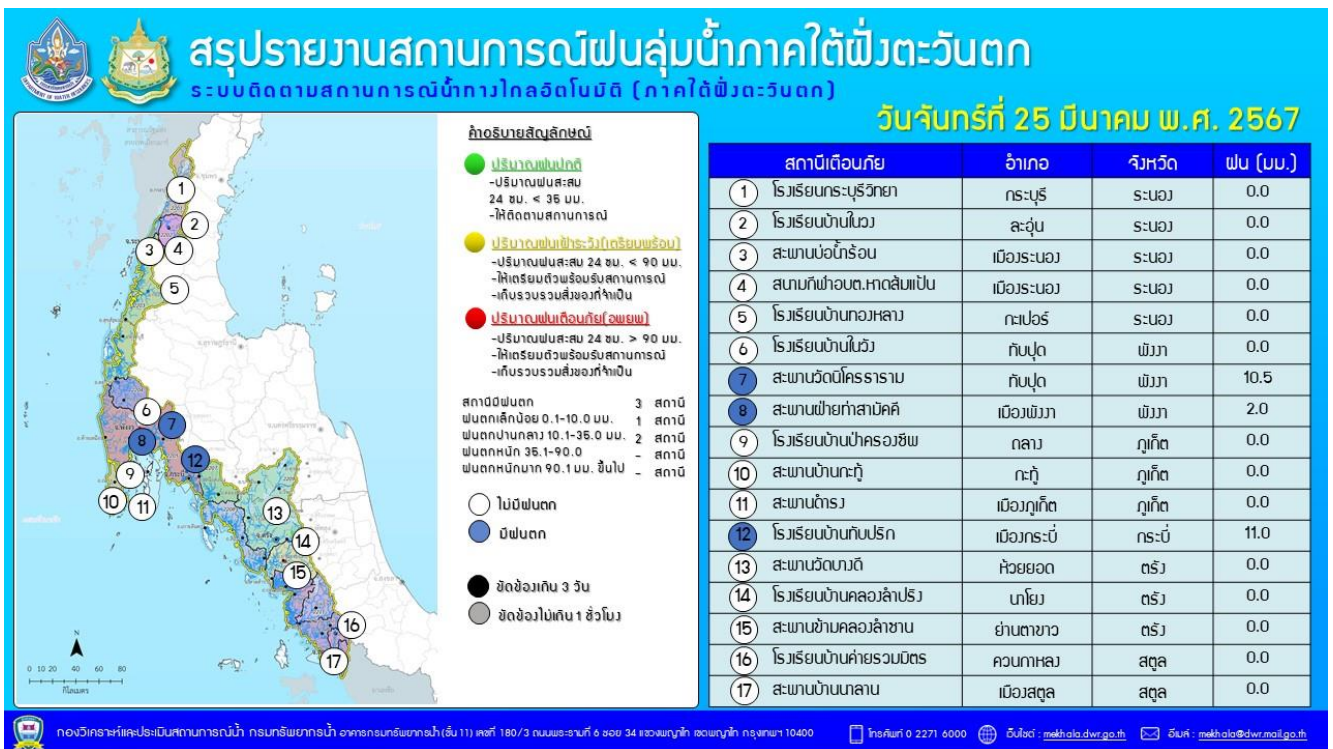 สรุปรายงานสถานการณ์ฝนลุ่มน้ำภาคใต้ฝั่งตะวันตก
ระบบติดตามสถานการณ์น้ำทางไกลอัตโนมัติ (ภาคใต้ฝั่งตะวันตก)
วันจันทร์ที่ 25 มีนาคม พ.ศ. 2567
คำอธิบายสัญลักษณ์
ปริมาณฝนปกติ
-ปริมาณฝนสะสม
24 ชม. < 35 มม.
-ให้ติดตามสถานการณ์
ปริมาณฝนเฝ้าระวัง(เตรียมพร้อม)
-ปริมาณฝนสะสม 24 ชม. < 90 มม.
-ให้เตรียมตัวพร้อมรับสถานการณ์
-เก็บรวบรวมสิ่งของที่จำเป็น
ปริมาณฝนเตือนภัย(อพยพ)
-ปริมาณฝนสะสม 24 ชม. > 90 มม.
-ให้เตรียมตัวพร้อมรับสถานการณ์
-เก็บรวบรวมสิ่งของที่จำเป็น
สถานีมีฝนตก 3 สถานี
ฝนตกเล็กน้อย 0.1-10.0 มม. 1 สถานี
ฝนตกปานกลาง 10.1-35.0 มม. 2 สถานี
ฝนตกหนัก 35.1-90.0 - สถานี
ฝนตกหนักมาก 90.1 มม. ขึ้นไป - สถานี
ไม่มีฝนตก
มีฝนตก
ขัดข้องเกิน 3 วัน
ขัดข้องไม่เกิน 1 ชั่วโมง
1
2
3 4
5
6
7
8
12
9
10 11
13
14
15
16
17
N
0 10 20 40 60 80
กิโลเมตร
สถานีเตือนภัย อำเภอ จังหวัด ฝน (มม.)
1 โรงเรียนกระบุรีวิทยา กระบุรี ระนอง 0.0
2 โรงเรียนบ้านในวง ละอุ่น ระนอง 0.0
3 สะพานบ่อน้ำร้อน เมืองระนอง ระนอง 0.0
4 สนามกีฬาอบต.หาดส้มแป้น เมืองระนอง ระนอง 0.0
5 โรงเรียนบ้านทองหลาง กะเปอร์ ระนอง 0.0
6 โรงเรียนบ้านในวัง ทับปุด พังงา 0.0
7 สะพานวัดนิโครธาราม ทับปุด พังงา 10.5
8 สะพานฝ่ายท่าสามัคคี เมืองพังงา พังงา 2.0
9 โรงเรียนบ้านป่าครองชีพ ถลาง ภูเก็ต 0.0
10 สะพานบ้านกะทู้ กะทู้ ภูเก็ต 0.0
11 สะพานดำรง เมืองภูเก็ต ภูเก็ต 0.0
12 โรงเรียนบ้านทับปริก เมืองกระบี่ กระบี่ 11.0
13 สะพานวัดบางดี ห้วยยอด ตรัง 0.0
14 โรงเรียนบ้านคลองลำปริง นาโยง ตรัง 0.0
15 สะพานข้ามคลองลำชาน ย่านตาขาว ตรัง 0.0
16 โรงเรียนบ้านค่ายรวมมิตร ควนกาหลง สตูล 0.0
17 สะพานบ้านนาลาน เมืองสตูล สตูล 0.0
กองวิเคราะห์และประเมินสถานการณ์น้ำ กรมทรัพยากรน้ำ อาคารกรมทรัพยากรน้ำ(ชั้น 11) เลขที่ 180/3 ถนนพระรามที่ 6 ซอย 34 แขวงพญาไท เขตพญาไท กรุงเทพฯ 10400 โทรศัพท์ 0 2271 6000 เว็บไซต์ : mekhala.dwr.go.th อีเมล์ : mekhala@dwr.mail.go.th